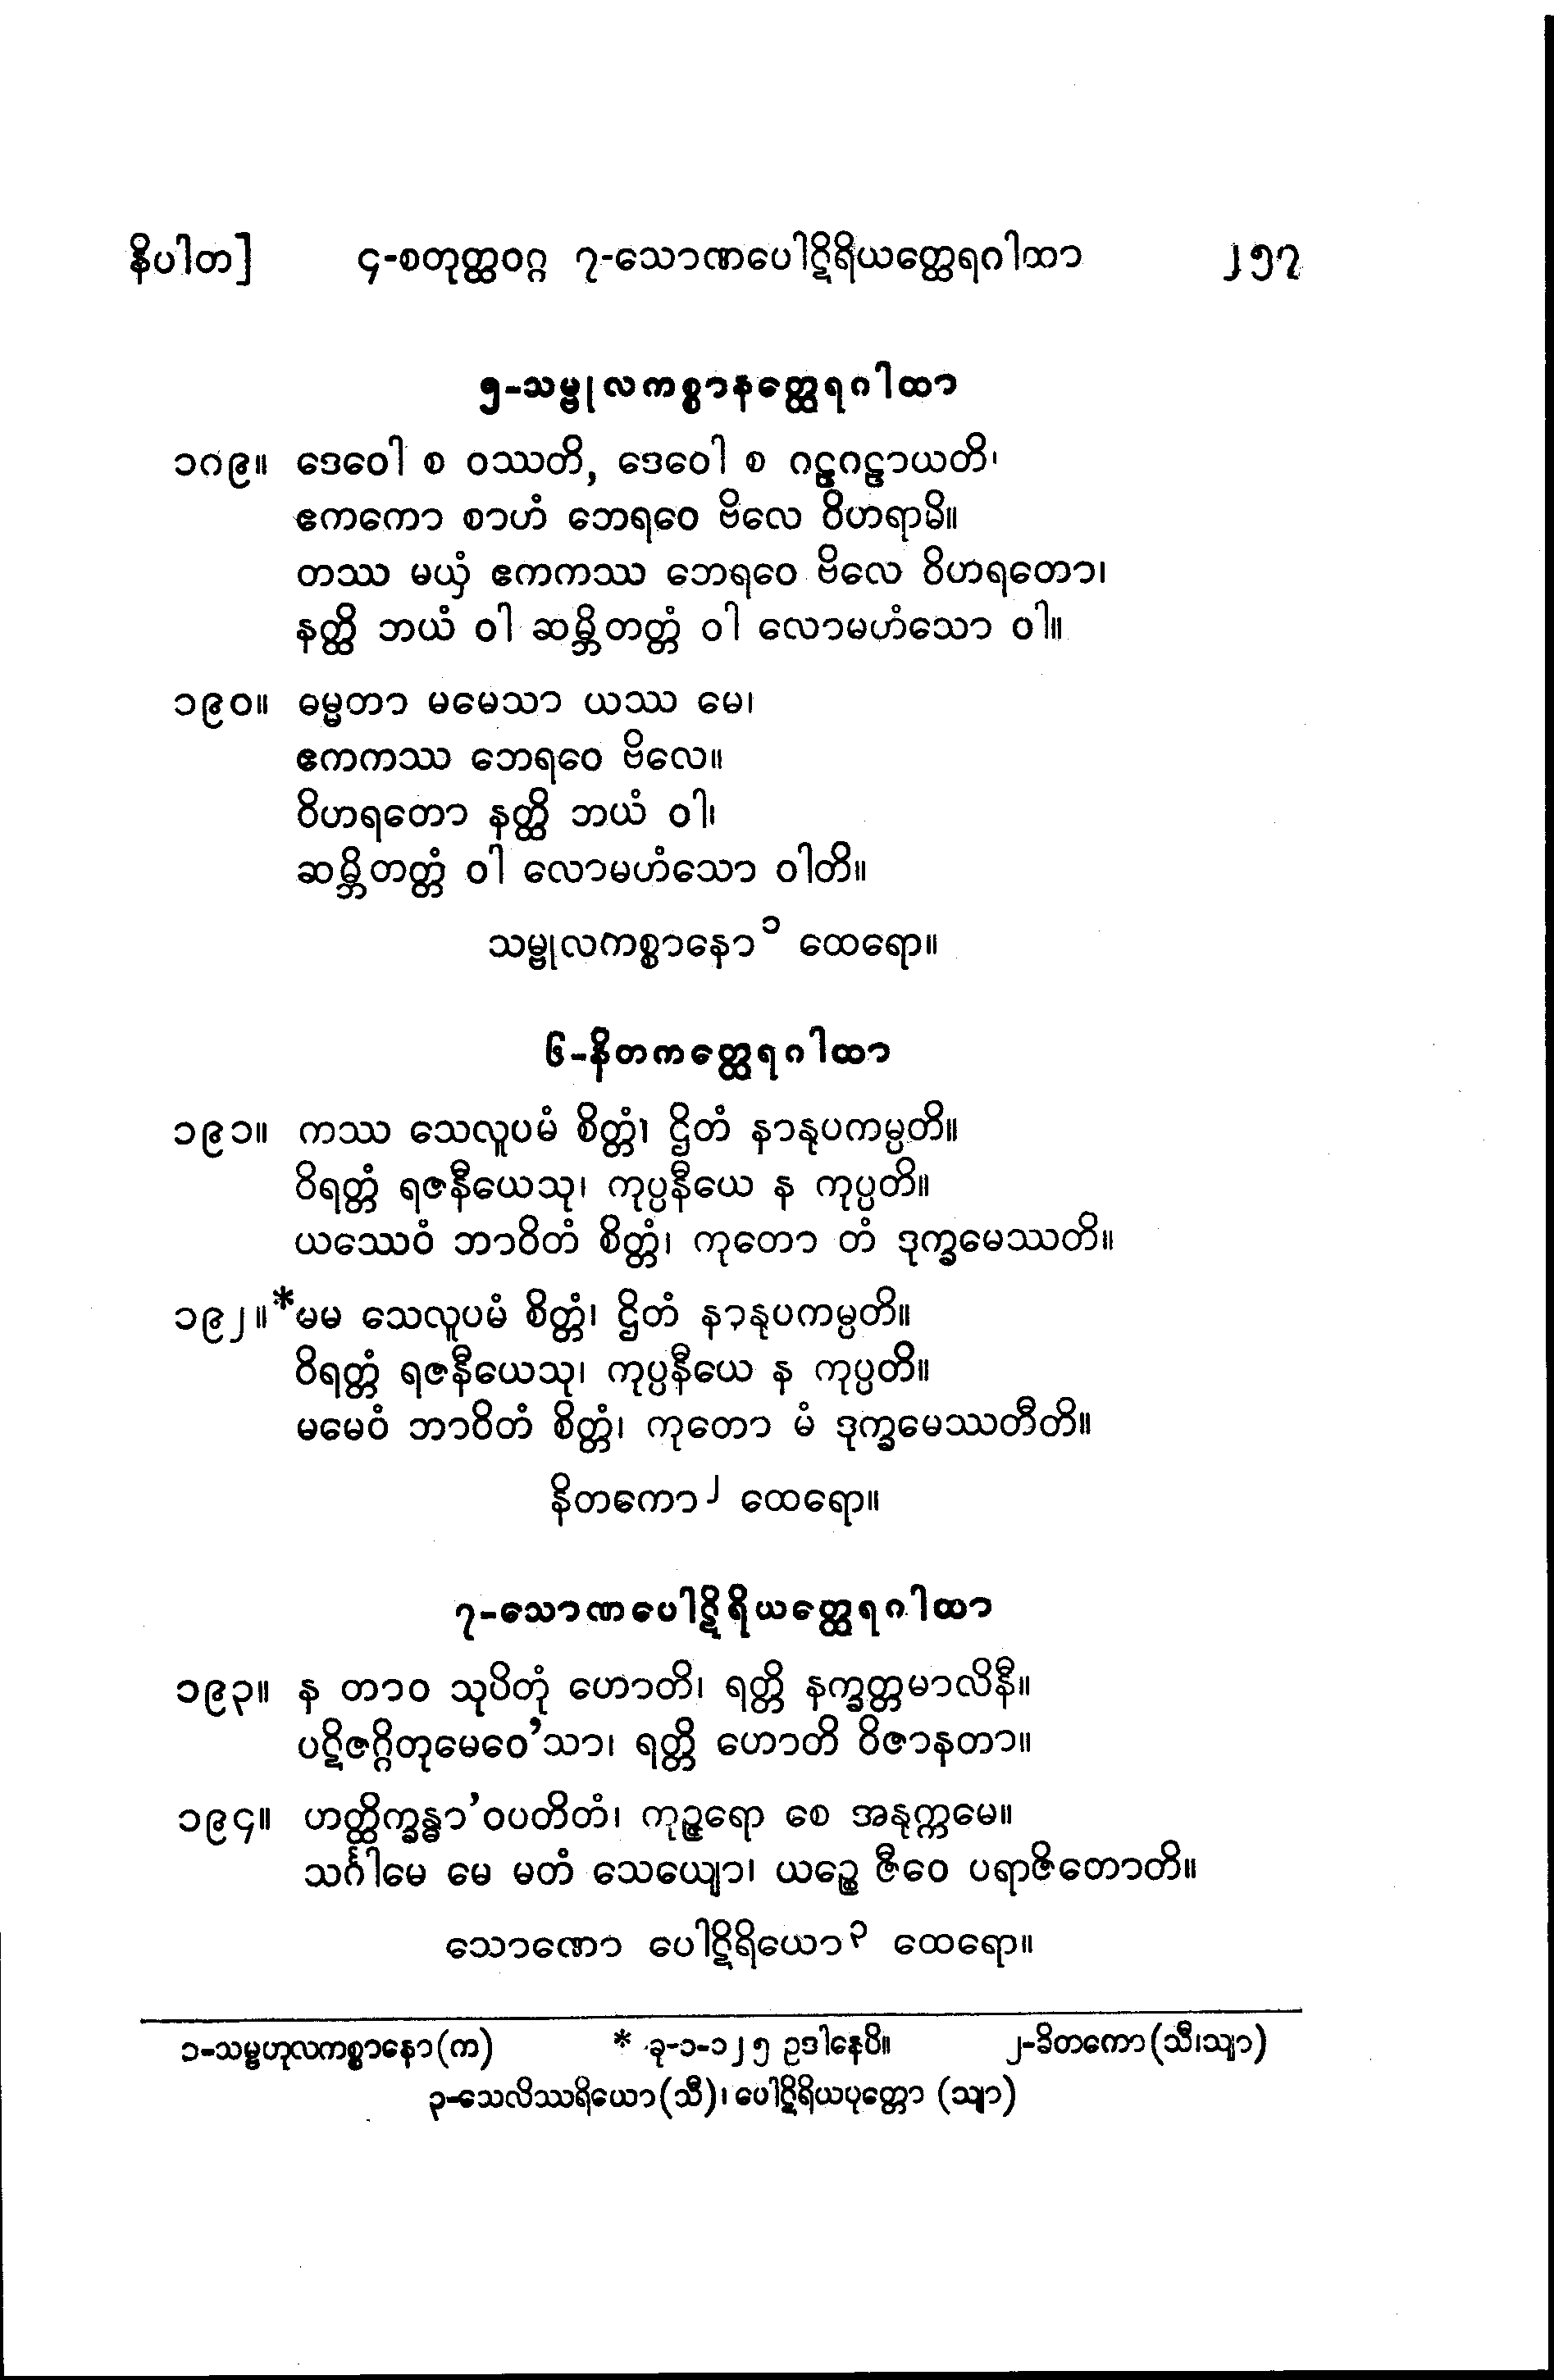 နိပါတ]   ၄-စတုတ္ထဝဂ္ဂ ၇-သောဏပေါဋိရိယတ္ထေရဂါထာ   ၂၅၇
၅-သမ္ဗုလကစ္စာနတ္ထေရဂါထာ
၁၈၉။ ဒေဝေါ စ ဝဿတိ, ဒေဝေါ စ ဂဠဂဠာယတိ၊
ဧကကော စာဟံ ဘေရဝေ ဗိလေ ဝိဟရာမိ။
တဿ မယှံ ဧကကဿ ဘေရဝေ ဗိလေ ဝိဟရတော၊
နတ္ထိ ဘယံ ဝါ ဆမ္ဘိတတ္တံ ဝါ လောမဟံသော ဝါ။
၁၉၀။ ဓမ္မတာ မမေသာ ယဿ မေ၊
ဧကကဿ ဘေရဝေ ဗိလေ။
ဝိဟရတော နတ္ထိ ဘယံ ဝါ၊
ဆမ္ဘိတတ္တံ ဝါ လောမဟံသော ဝါတိ။
သမ္ဗုလကစ္စာနော၁ ထေရော။
၆-နိတကတ္ထေရဂါထာ
၁၉၁။ ကဿ သေလူပမံ စိတ္တံ၊ ဌိတံ နာနုပကမ္ပတိ။
ဝိရတ္တံ ရဇနီယေသု၊ ကုပ္ပနီယေ န ကုပ္ပတိ။
ယဿေဝံ ဘာဝိတံ စိတ္တံ၊ ကုတော တံ ဒုက္ခမေဿတိ။
၁၉၂။ *မမ သေလူပမံ စိတ္တံ၊ ဌိတံ နာနုပကမ္ပတိ။
ဝိရတ္တံ ရဇနီယေသု၊ ကုပ္ပနီယေ န ကုပ္ပတိ။
မမေဝံ ဘာဝိတံ စိတ္တံ၊ ကုတော မံ ဒုက္ခမေဿတီတိ။
နိတကော၂ ထေရော။
၇-သောဏပေါဋိရိယတ္ထေရဂါထာ
၁၉၃။ န တာဝ သုပိတုံ ဟောတိ၊ ရတ္တိ နက္ခတ္တမာလိနီ။
ပဋိဇဂ္ဂိတုမေဝေ’သာ၊ ရတ္တိ ဟောတိ ဝိဇာနတာ။
၁၉၄။ ဟတ္ထိက္ခန္ဓာ’ဝပတိတံ၊ ကုဉ္ဇရော စေ အနုက္ကမေ။
သင်္ဂါမေ မေ မတံ သေယျော၊ ယဉ္စေ ဇီဝေ ပရာဇိတောတိ။
သောဏော ပေါဋိရိယော၃ ထေရော။
၁-သမ္ဗဟုလကစ္စာနော(က)   * ခု-၁-၁၂၅ ဥဒါနေပိ။   ၂-ခိတကော(သီ၊သျာ)
၃-သေလိဿရိယော(သီ)၊ ပေါဋိရိယပုတ္တော (သျာ)